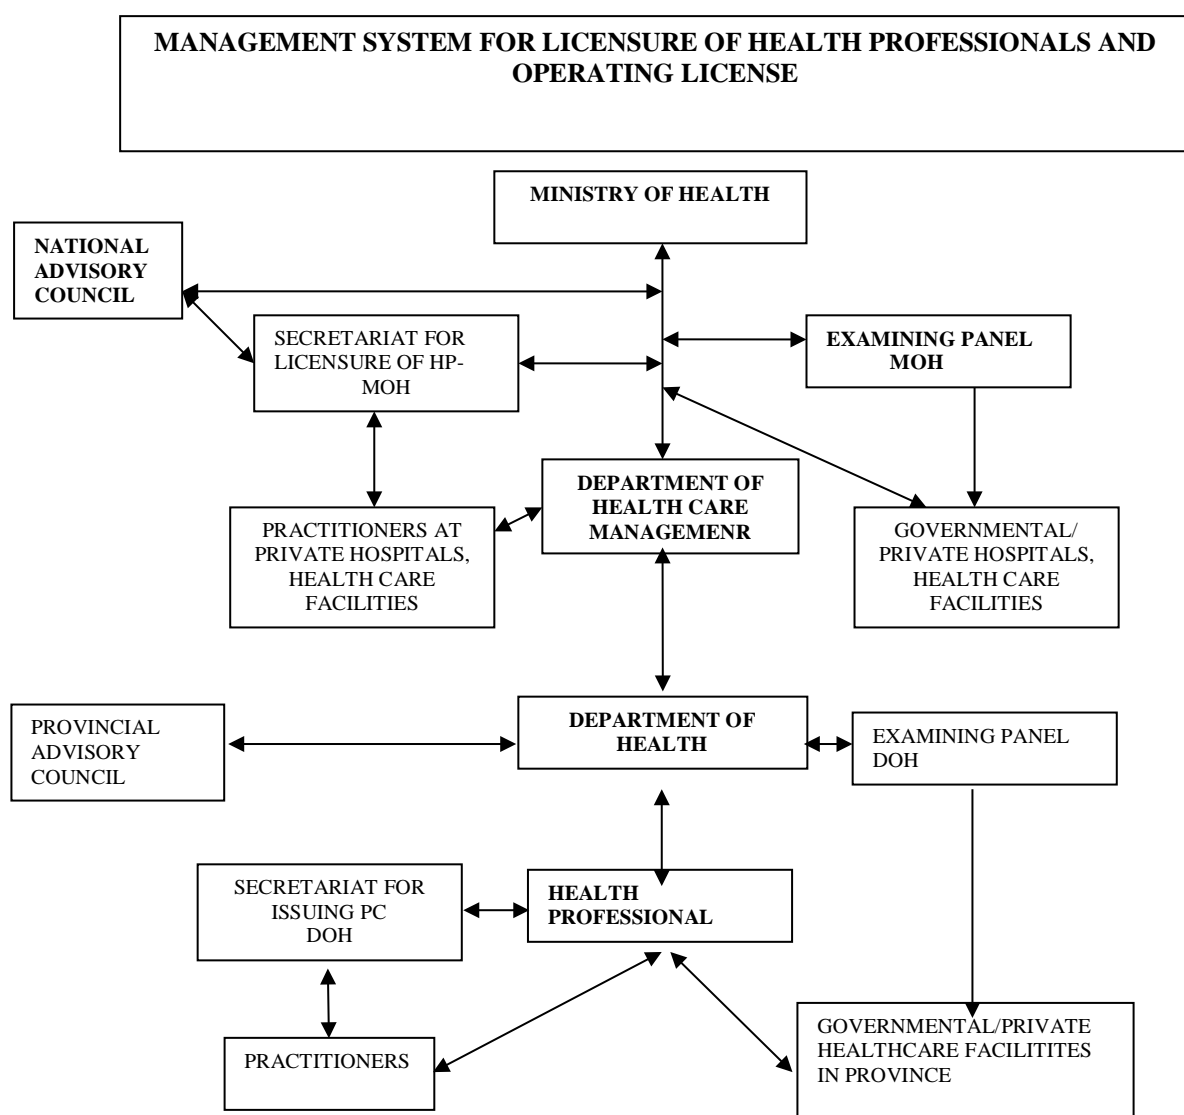 MANAGEMENT SYSTEM FOR LICENSURE OF HEALTH PROFESSIONALS AND
OPERATING LICENSE
MINISTRY OF HEALTH
NATIONAL
ADVISORY
COUNCIL
SECRETARIAT FOR
LICENSURE OF HP-
MOH
EXAMINING PANEL
MOH
DEPARTMENT OF
HEALTH CARE
MANAGEMENR
PRACTITIONERS AT
PRIVATE HOSPITALS,
HEALTH CARE
FACILITIES
GOVERNMENTAL/
PRIVATE HOSPITALS,
HEALTH CARE
FACILITIES
PROVINCIAL
ADVISORY
COUNCIL
DEPARTMENT OF
HEALTH
EXAMINING PANEL
DOH
SECRETARIAT FOR
ISSUING PC
DOH
HEALTH
PROFESSIONAL
PRACTITIONERS
GOVERNMENTAL/PRIVATE
HEALTHCARE FACILITITES
IN PROVINCE